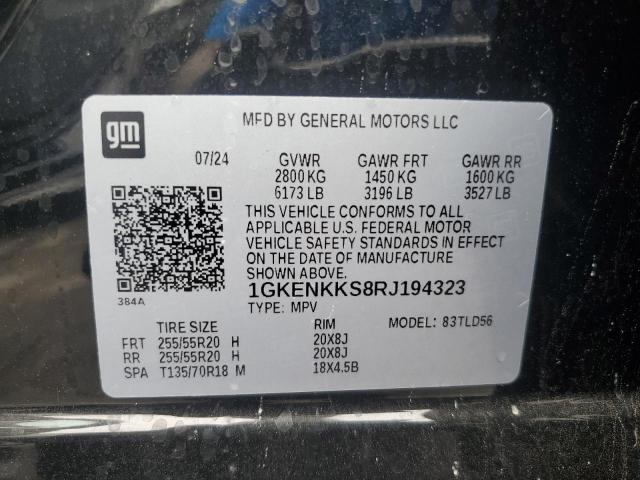 gm
MFD BY GENERAL MOTORS LLC
07/24 GVWR GAWR FRT GAWR RR
2800 KG 1450 KG 1600 KG
6173 LB 3196 LB 3527 LB
THIS VEHICLE CONFORMS TO ALL
APPLICABLE U.S. FEDERAL MOTOR
VEHICLE SAFETY STANDARDS IN EFFECT
ON THE DATE OF MANUFACTURE
SHOWN ABOVE.
384A
1GKENKKS8RJ194323
TYPE: MPV
TIRE SIZE RIM MODEL: 83TLD56
FRT 255/55R20 H 20X8J
RR 255/55R20 H 20X8J
SPA T135/70R18 M 18X4.5B